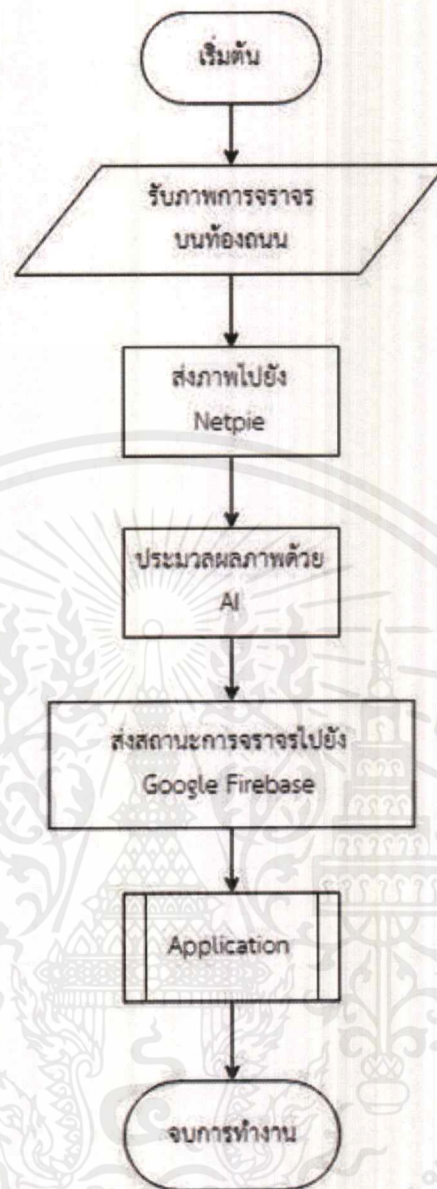 เริ่มต้น
รับภาพการจราจร
บนท้องถนน
ส่งภาพไปยัง
Netpie
ประมวลผลภาพด้วย
AI
ส่งสถานะการจราจรไปยัง
Google Firebase
Application
จบการทำงาน